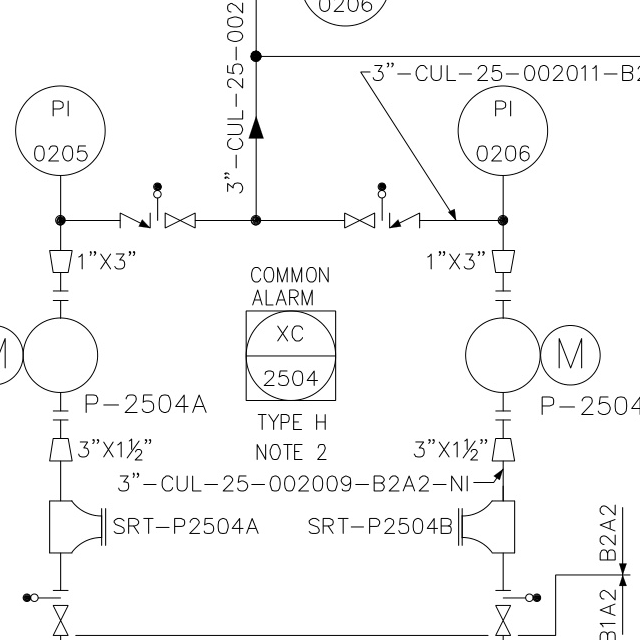 0206
3"-CUL-25-002
3"-CUL-25-002011-B2
PI
0205
PI
0206
1"X3"
1"X3"
COMMON
ALARM
XC
2504
TYPE H
NOTE 2
M
M
P-2504A
P-2504
3"X1½"
3"X1½"
3"-CUL-25-002009-B2A2-NI
SRT-P2504A
SRT-P2504B
B2A2
B1A2